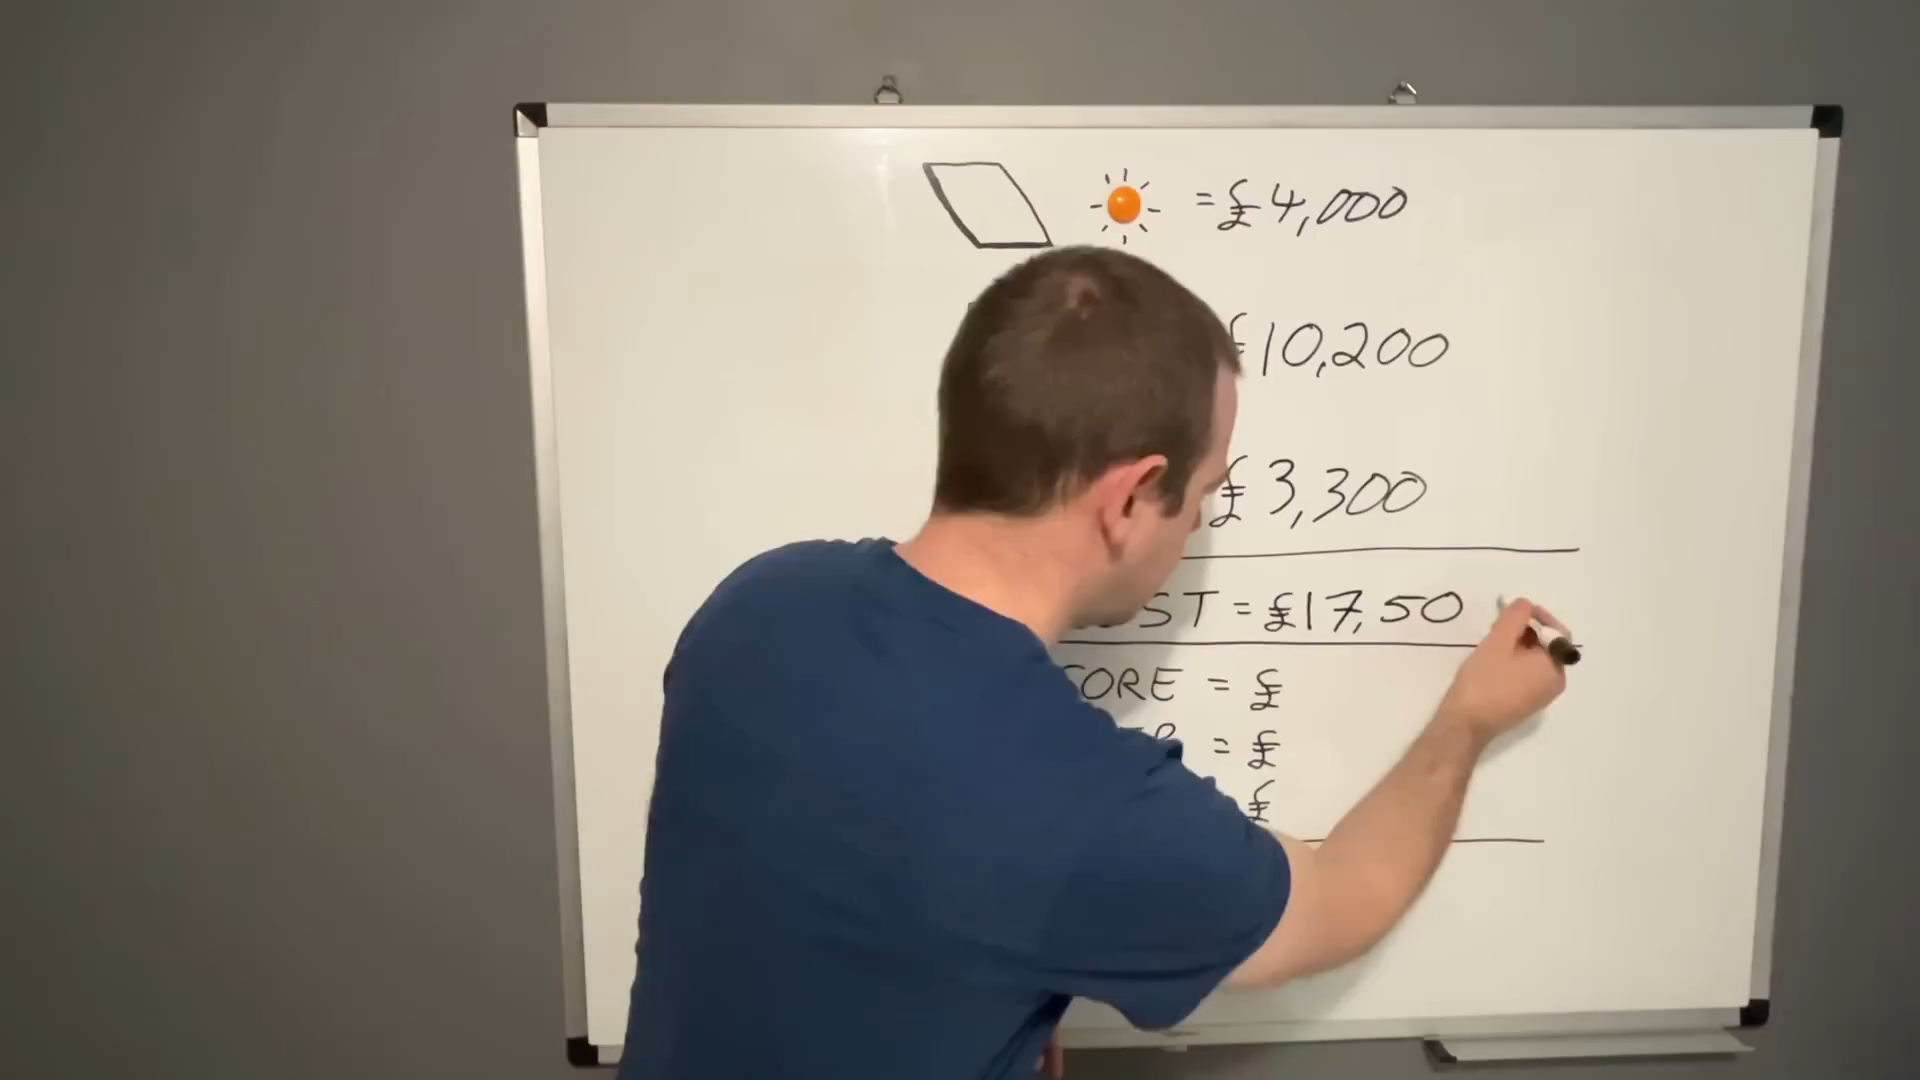 = £4,000
£10,200
£3,300
ST = £17,50
ORE = £
= £
£